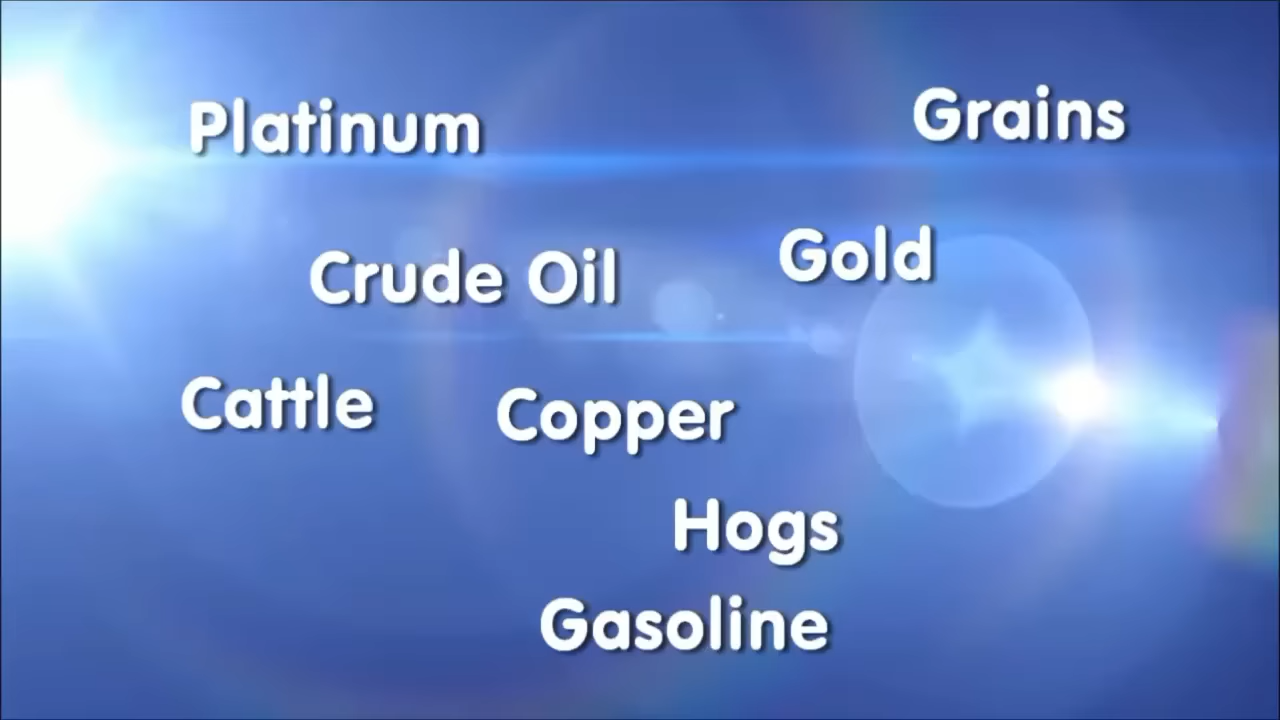 Platinum
Grains
Crude Oil
Gold
Cattle
Copper
Hogs
Gasoline